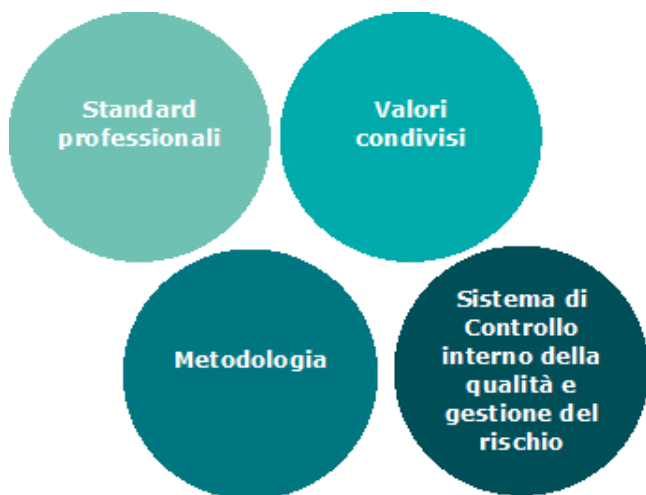 Standard
professionali
Valori
condivisi
Metodologia
Sistema di
Controllo
interno della
qualità e
gestione del
rischio